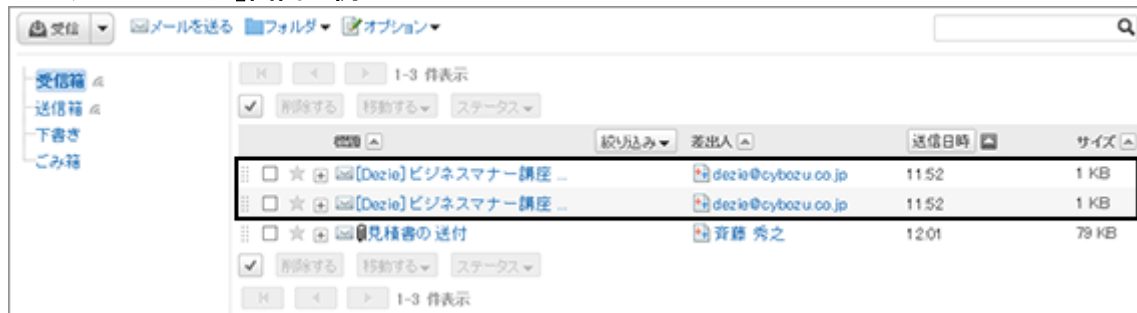 受信 メールを送る フォルダ オプション
受信箱
送信箱
下書き
ごみ箱
1-3 件表示
削除する 移動する ステータス
標題 絞り込み 差出人 送信日時 サイズ
[Dezie]ビジネスマナー講座 ... dezie@cybozu.co.jp 11:52 1 KB
[Dezie]ビジネスマナー講座 ... dezie@cybozu.co.jp 11:52 1 KB
見積書の送付 齊藤 秀之 12:01 79 KB
削除する 移動する ステータス
1-3 件表示